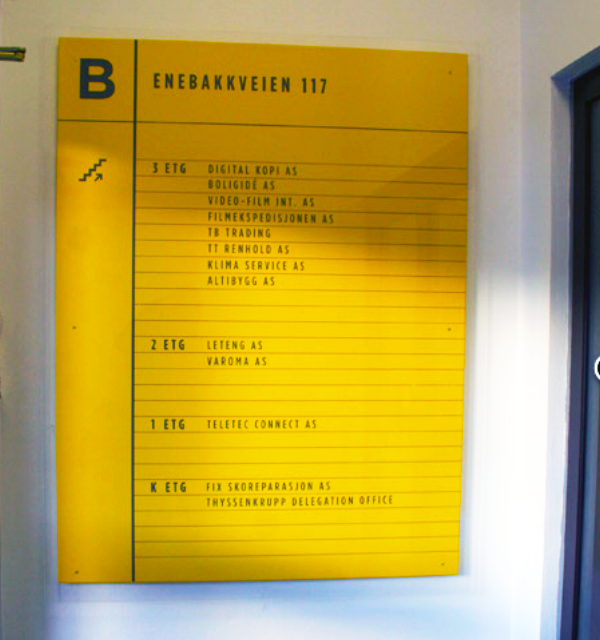 B ENEBAKKVEIEN 117
3 ETG DIGITAL KOPI AS
BOLIGIDÉ AS
VIDEO-FILM INT. AS
FILMEKSPEDISJONEN AS
TB TRADING
TT RENHOLD AS
KLIMA SERVICE AS
ALTIBYGG AS
2 ETG LETENG AS
VAROMA AS
1 ETG TELETEC CONNECT AS
K ETG FIX SKOREPARASJON AS
THYSSENKRUPP DELEGATION OFFICE